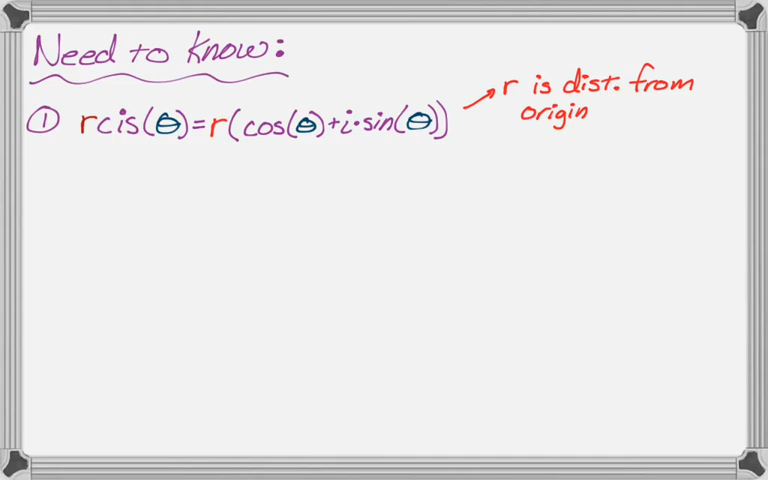 Need to know:
① rcis(θ)=r(cos(θ)+i·sin(θ))
r is dist. from
origin